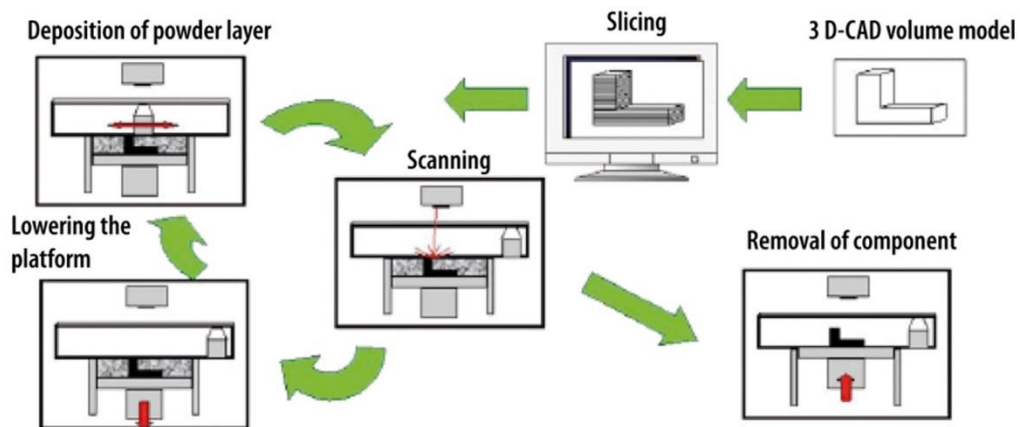 Deposition of powder layer
Slicing
3 D-CAD volume model
Scanning
Lowering the
platform
Removal of component